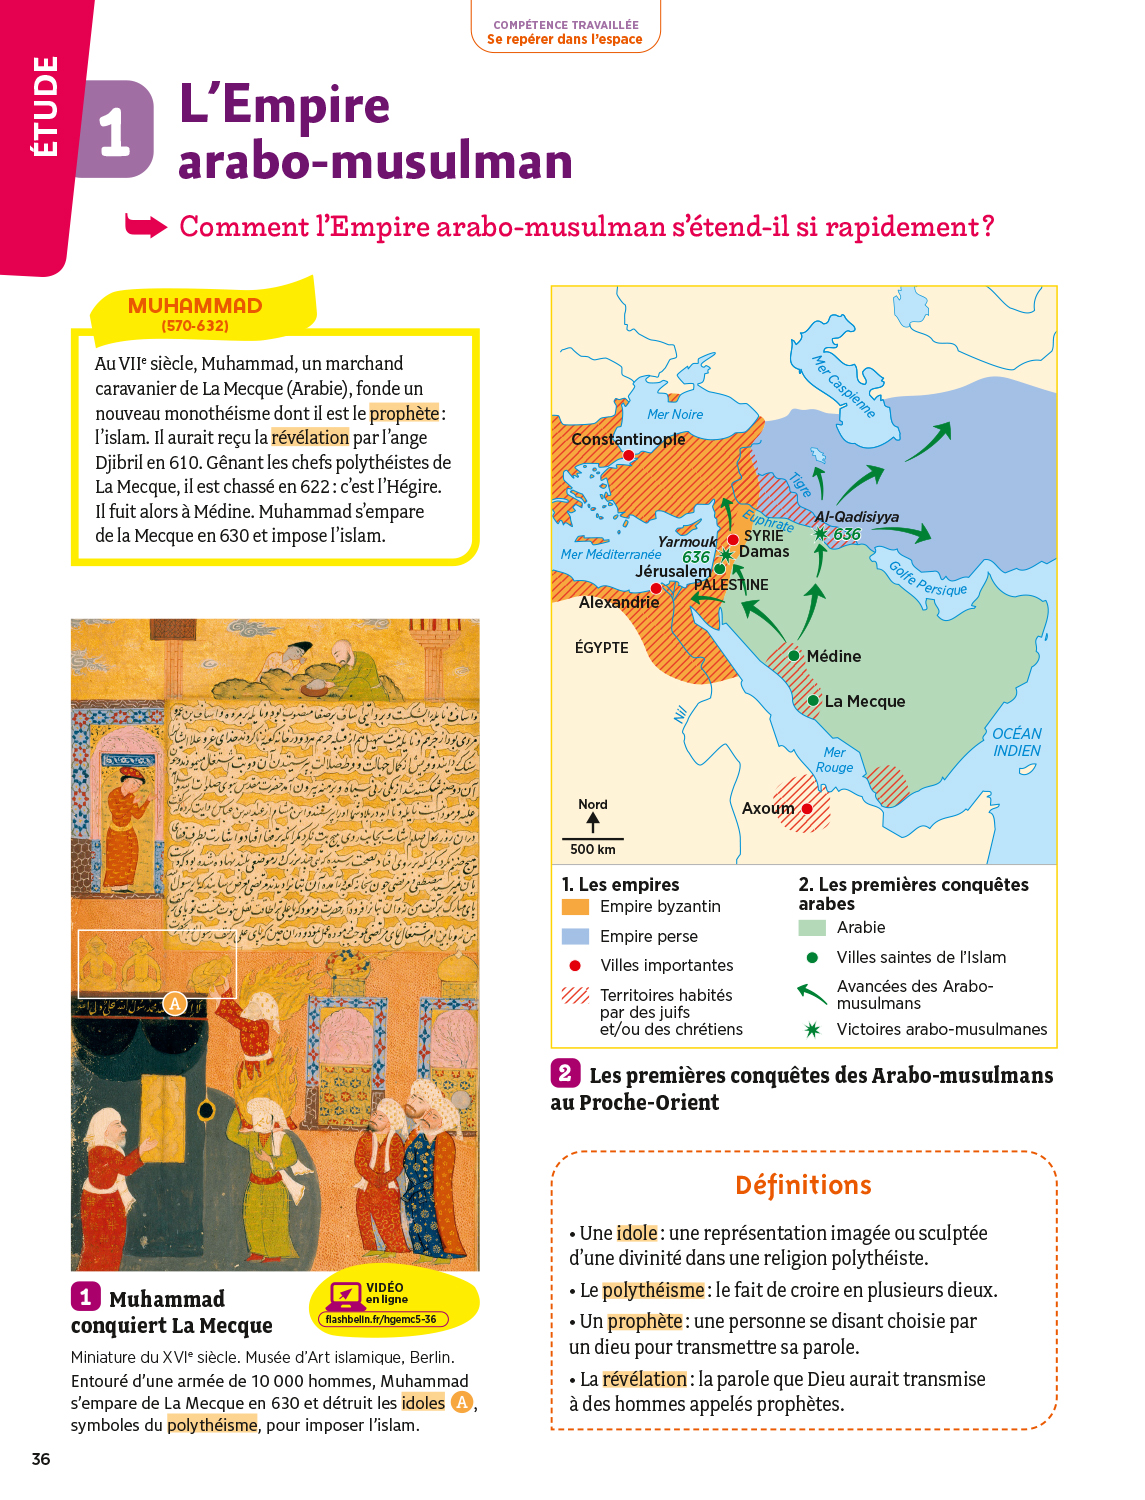 COMPÉTENCE TRAVAILLÉE
Se repérer dans l'espace
ÉTUDE
1
L'Empire
arabo-musulman
Comment l'Empire arabo-musulman s'étend-il si rapidement ?
MUHAMMAD
(570-632)
Au VIIe siècle, Muhammad, un marchand
caravanier de La Mecque (Arabie), fonde un
nouveau monothéisme dont il est le prophète :
l'islam. Il aurait reçu la révélation par l'ange
Djibril en 610. Gênant les chefs polythéistes de
La Mecque, il est chassé en 622 : c'est l'Hégire.
Il fuit alors à Médine. Muhammad s'empare
de la Mecque en 630 et impose l'islam.
A
1 Muhammad
conquiert La Mecque
VIDÉO
en ligne
flashbelin.fr/hgemc5-36
Miniature du XVIe siècle. Musée d'Art islamique, Berlin.
Entouré d'une armée de 10 000 hommes, Muhammad
s'empare de La Mecque en 630 et détruit les idoles A,
symboles du polythéisme, pour imposer l'islam.
Mer Caspienne
Mer Noire
Constantinople
Tigre
Al-Qadisiyya
636
Euphrate
Yarmouk
636
SYRIE
Damas
Mer Méditerranée
Jérusalem
PALESTINE
Golfe Persique
Alexandrie
ÉGYPTE
Médine
La Mecque
Nil
OCÉAN
INDIEN
Mer
Rouge
Axoum
Nord
500 km
1. Les empires
Empire byzantin
Empire perse
Villes importantes
Territoires habités
par des juifs
et/ou des chrétiens
2. Les premières conquêtes
arabes
Arabie
Villes saintes de l'Islam
Avancées des Arabo-
musulmans
Victoires arabo-musulmanes
2 Les premières conquêtes des Arabo-musulmans
au Proche-Orient
Définitions
• Une idole : une représentation imagée ou sculptée
d'une divinité dans une religion polythéiste.
• Le polythéisme : le fait de croire en plusieurs dieux.
• Un prophète : une personne se disant choisie par
un dieu pour transmettre sa parole.
• La révélation : la parole que Dieu aurait transmise
à des hommes appelés prophètes.
36